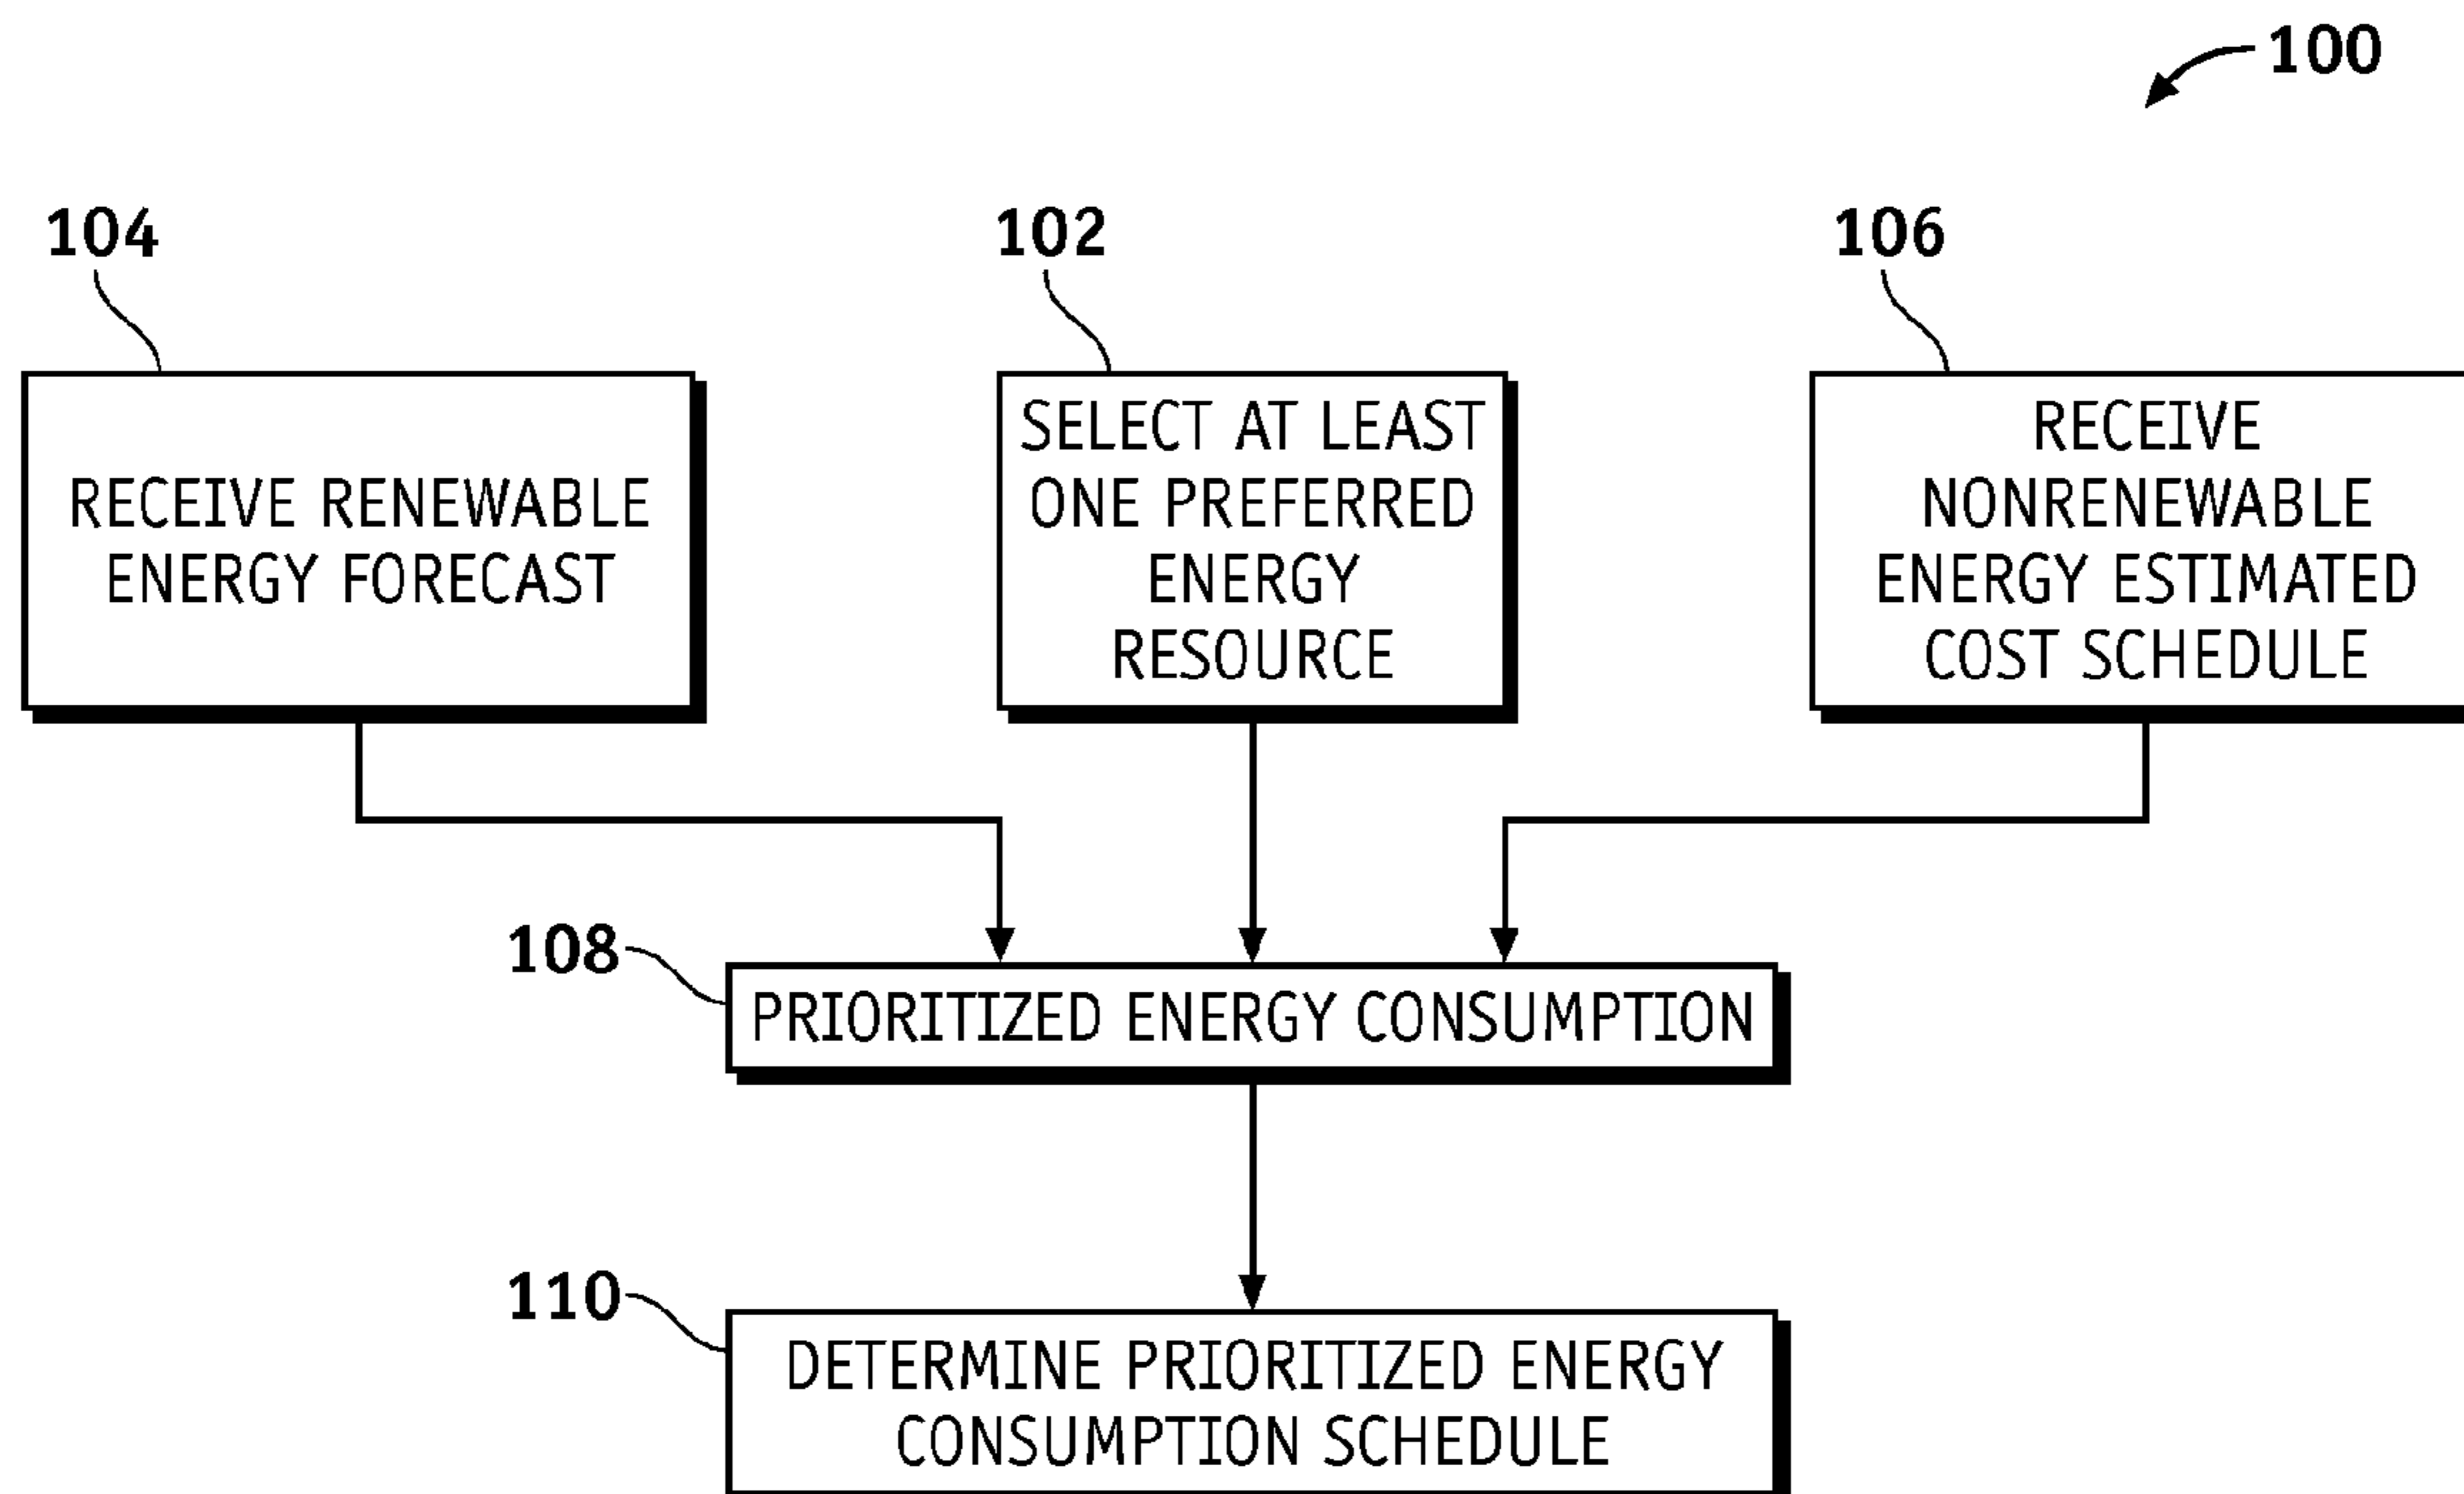 100
104
102
106
RECEIVE RENEWABLE
ENERGY FORECAST
SELECT AT LEAST
ONE PREFERRED
ENERGY
RESOURCE
RECEIVE
NONRENEWABLE
ENERGY ESTIMATED
COST SCHEDULE
108
PRIORITIZED ENERGY CONSUMPTION
110
DETERMINE PRIORITIZED ENERGY
CONSUMPTION SCHEDULE